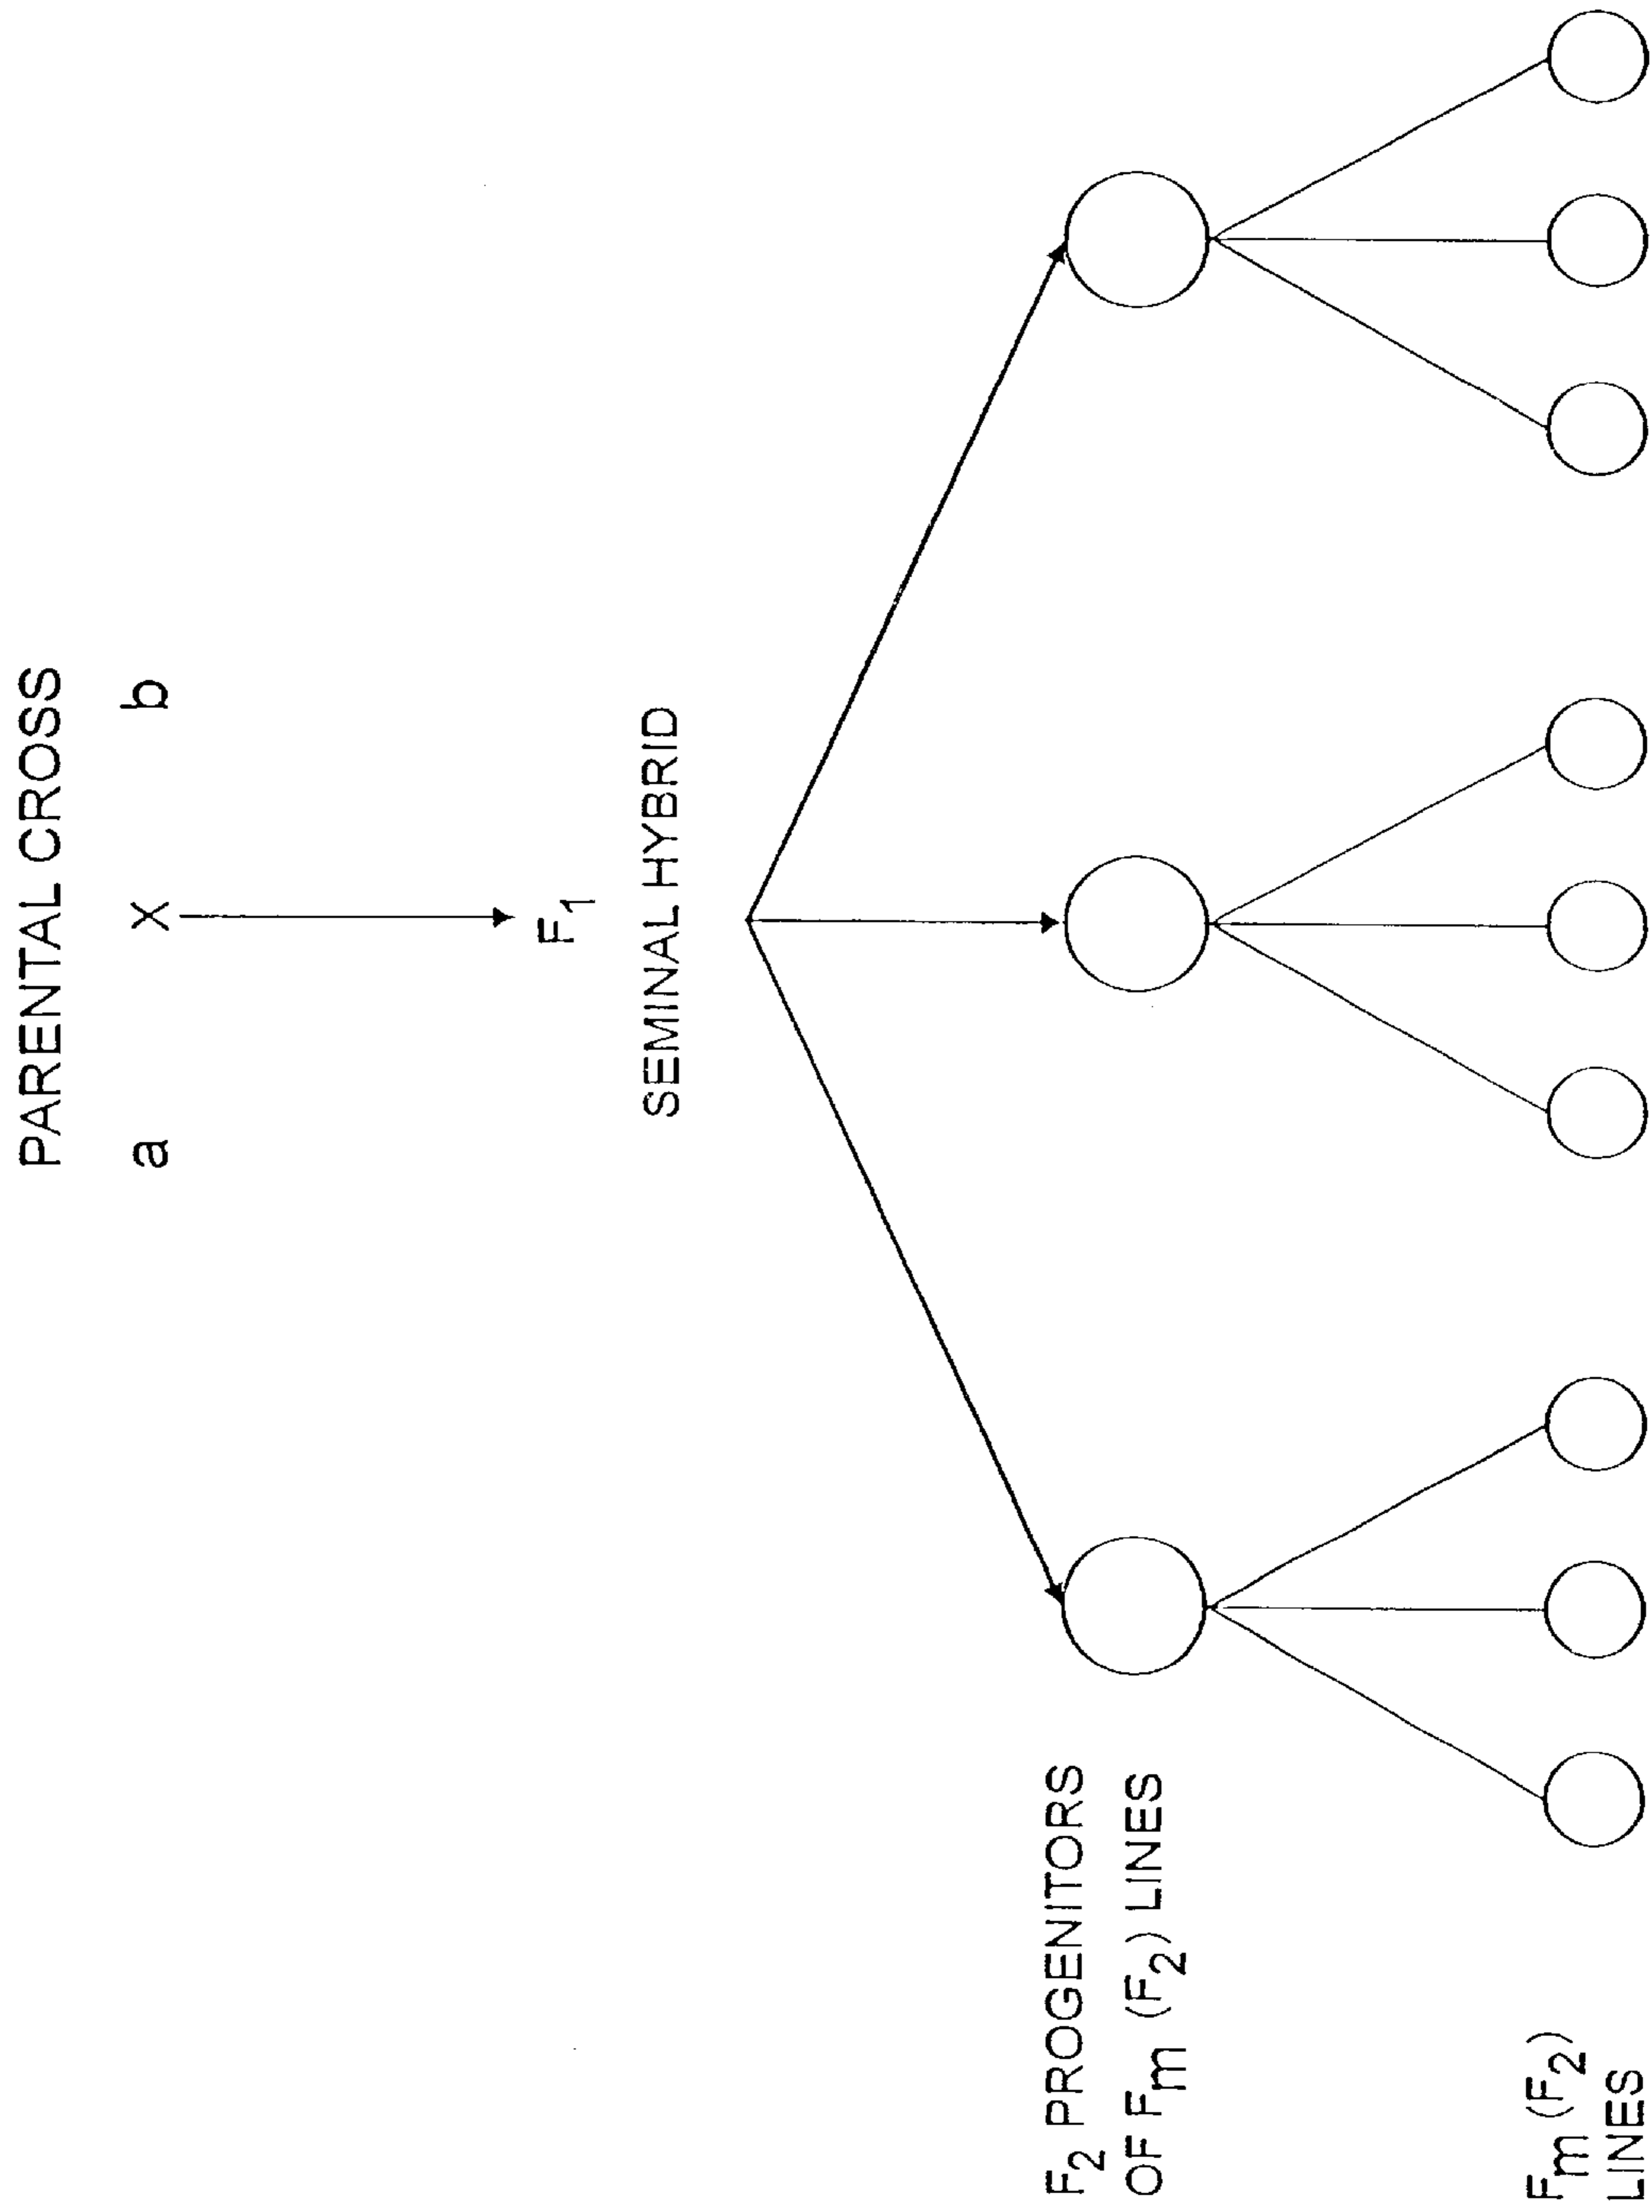 PARENTAL CROSS
a x b
F₁
SEMINAL HYBRID
F₂ PROGENITORS
OF Fm (F₂) LINES
Fm (F₂)
LINES